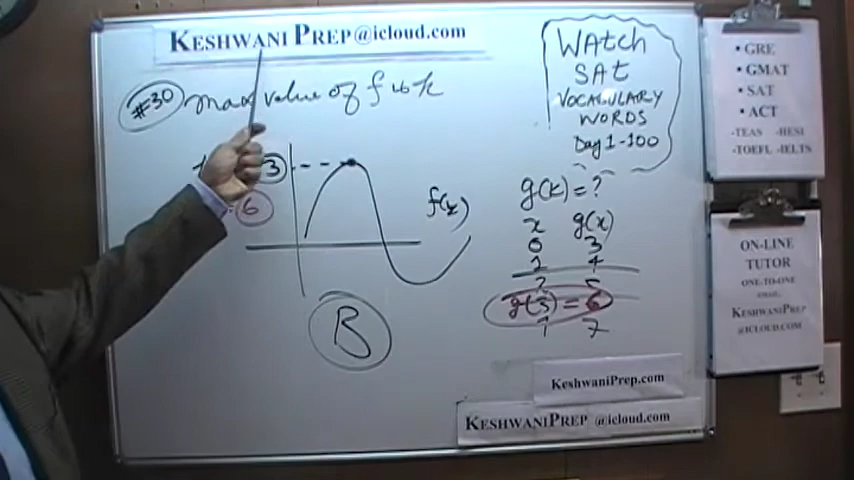 KESHWANI PREP@icloud.com
#30 max value of f is k
3
6
f(x)
B
WATCH
SAT
VOCABULARY
WORDS
Day 1-100
g(k) = ?
x g(x)
0 3
1 4
2 5
g(3) = 6
7
• GRE
• GMAT
• SAT
• ACT
-TEAS -HESI
-TOEFL -IELTS
ON-LINE
TUTOR
ONE-TO-ONE
EMAIL:
KESHWANIPREP
@iCLOUD.COM
KESHWANIPREP.com
KESHWANIPREP @icloud.com